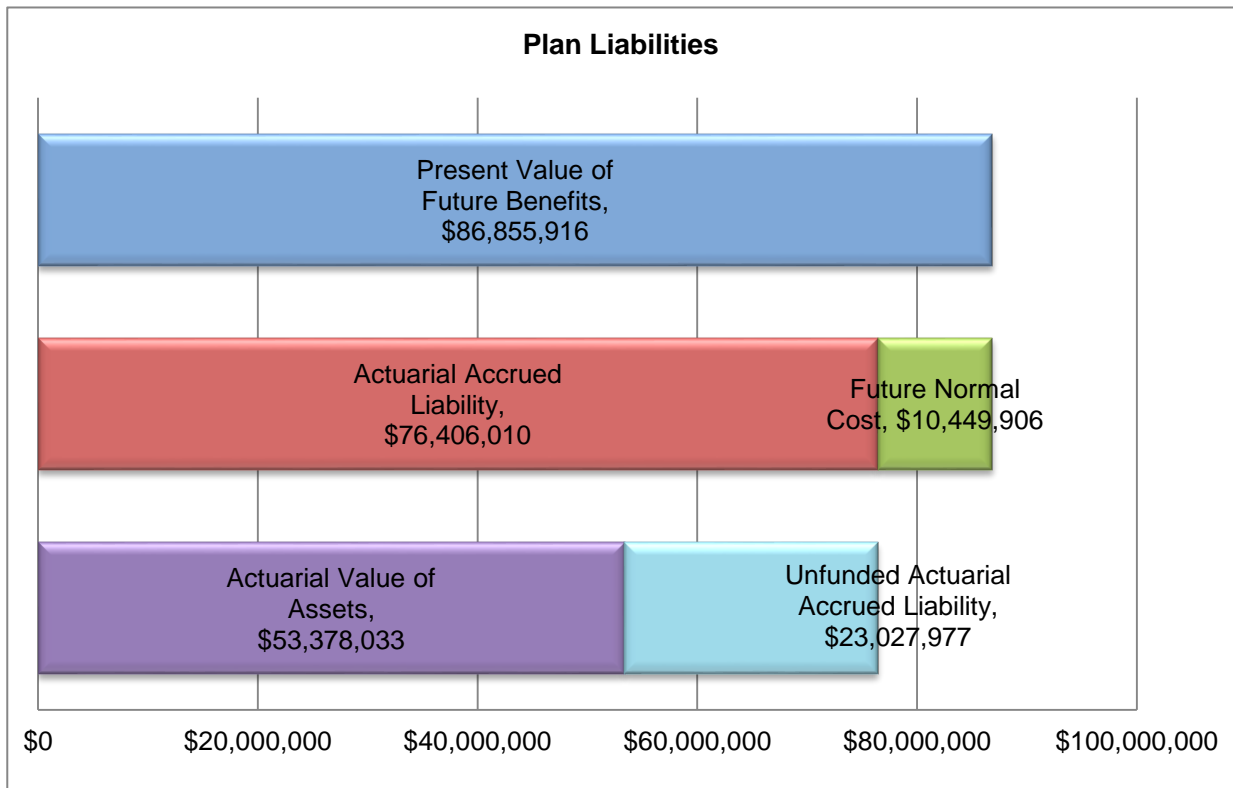 Plan Liabilities
Present Value of
Future Benefits,
$86,855,916
Actuarial Accrued
Liability,
$76,406,010
Future Normal
Cost, $10,449,906
Actuarial Value of
Assets,
$53,378,033
Unfunded Actuarial
Accrued Liability,
$23,027,977
$0 $20,000,000 $40,000,000 $60,000,000 $80,000,000 $100,000,000